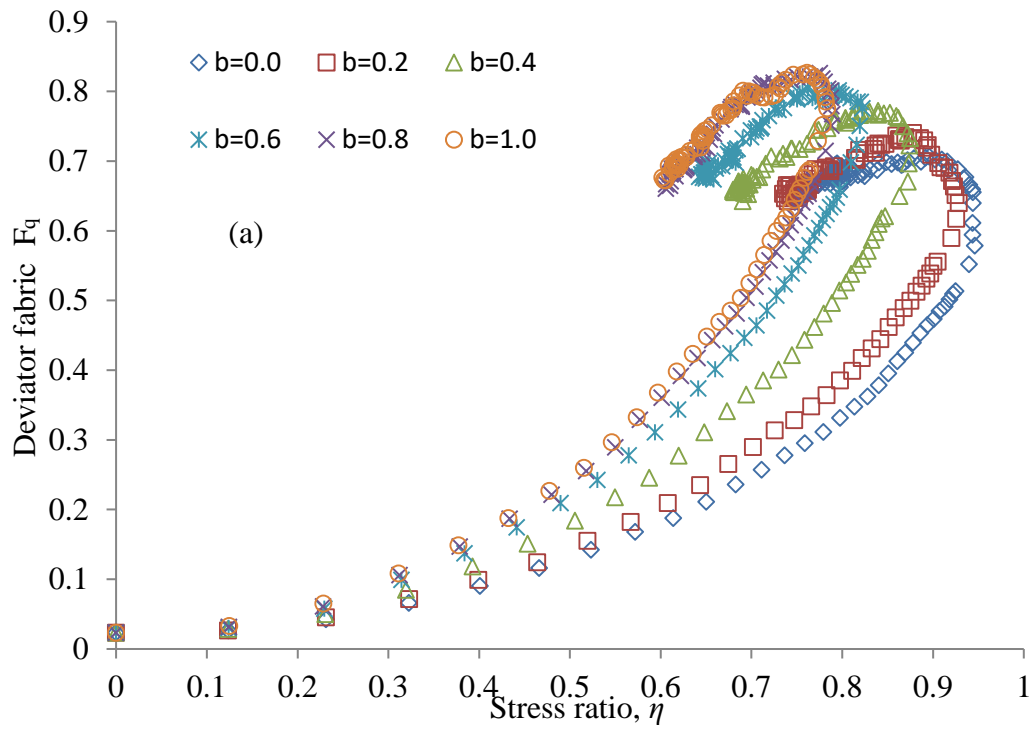 0.9
0.8
0.7
0.6
0.5
0.4
0.3
0.2
0.1
0
Deviator fabric F_q
b=0.0 b=0.2 b=0.4
b=0.6 b=0.8 b=1.0
(a)
0 0.1 0.2 0.3 0.4 0.5 0.6 0.7 0.8 0.9 1
Stress ratio, η